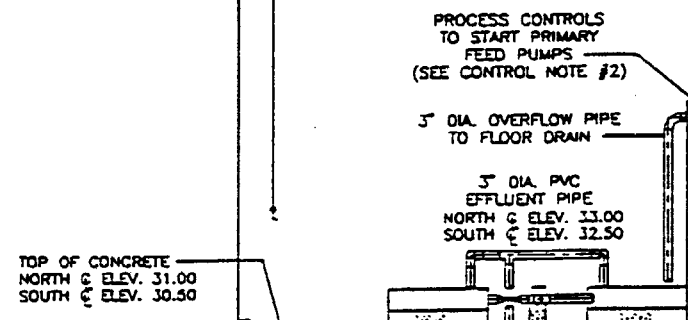 PROCESS CONTROLS
TO START PRIMARY
FEED PUMPS
(SEE CONTROL NOTE #2)
3" DIA. OVERFLOW PIPE
TO FLOOR DRAIN
3" DIA. PVC
EFFLUENT PIPE
NORTH ℄ ELEV. 33.00
SOUTH ℄ ELEV. 32.50
TOP OF CONCRETE
NORTH ℄ ELEV. 31.00
SOUTH ℄ ELEV. 30.50